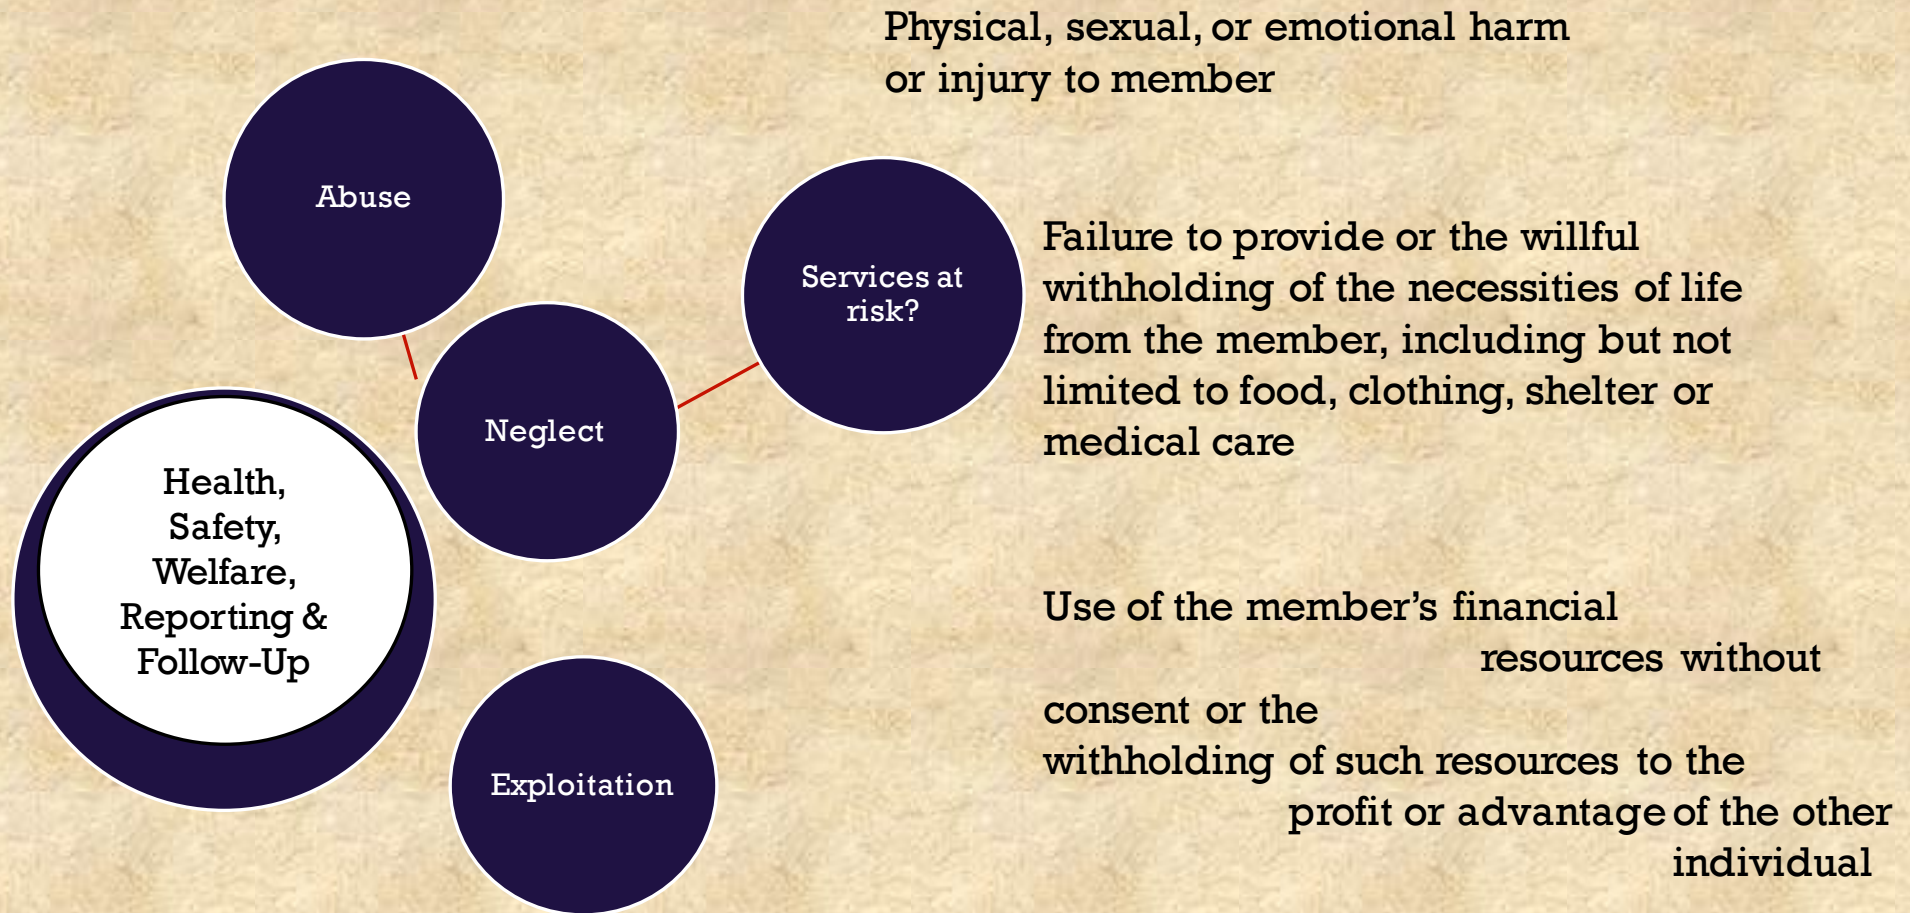 Physical, sexual, or emotional harm
or injury to member
Abuse
Services at
risk?
Failure to provide or the willful
withholding of the necessities of life
from the member, including but not
limited to food, clothing, shelter or
medical care
Neglect
Health,
Safety,
Welfare,
Reporting &
Follow-Up
Use of the member’s financial
resources without
consent or the
withholding of such resources to the
profit or advantage of the other
individual
Exploitation